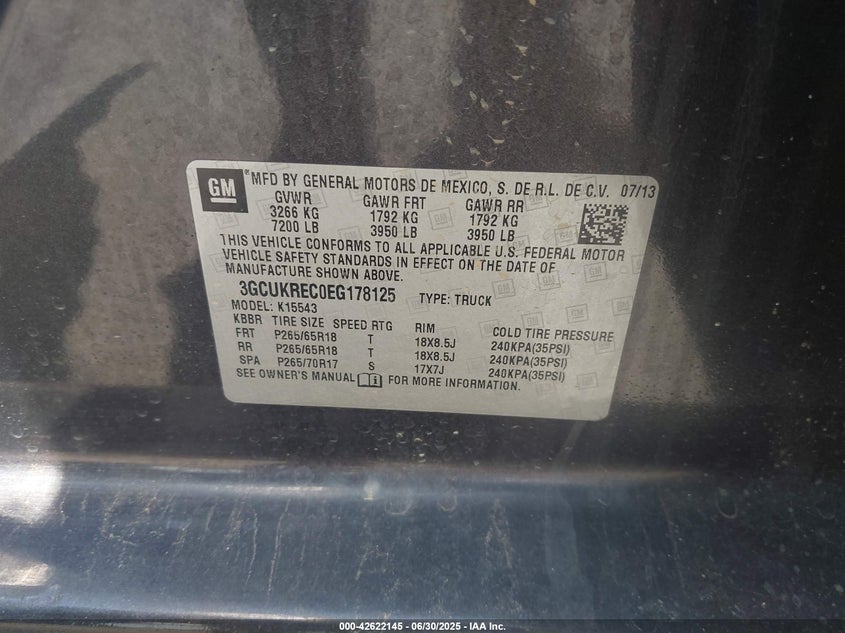 GM ® MFD BY GENERAL MOTORS DE MEXICO, S. DE R.L. DE C.V. 07/13
GVWR GAWR FRT GAWR RR
3266 KG 1792 KG 1792 KG
7200 LB 3950 LB 3950 LB
THIS VEHICLE CONFORMS TO ALL APPLICABLE U.S. FEDERAL MOTOR
VEHICLE SAFETY STANDARDS IN EFFECT ON THE DATE OF
MANUFACTURE SHOWN ABOVE.
3GCUKREC0EG178125 TYPE: TRUCK
MODEL: K15543
KBBR TIRE SIZE SPEED RTG RIM COLD TIRE PRESSURE
FRT P265/65R18 T 18X8.5J 240KPA(35PSI)
RR P265/65R18 T 18X8.5J 240KPA(35PSI)
SPA P265/70R17 S 17X7J 240KPA(35PSI)
SEE OWNER'S MANUAL FOR MORE INFORMATION.
000-42622145 - 06/30/2025 - IAA Inc.